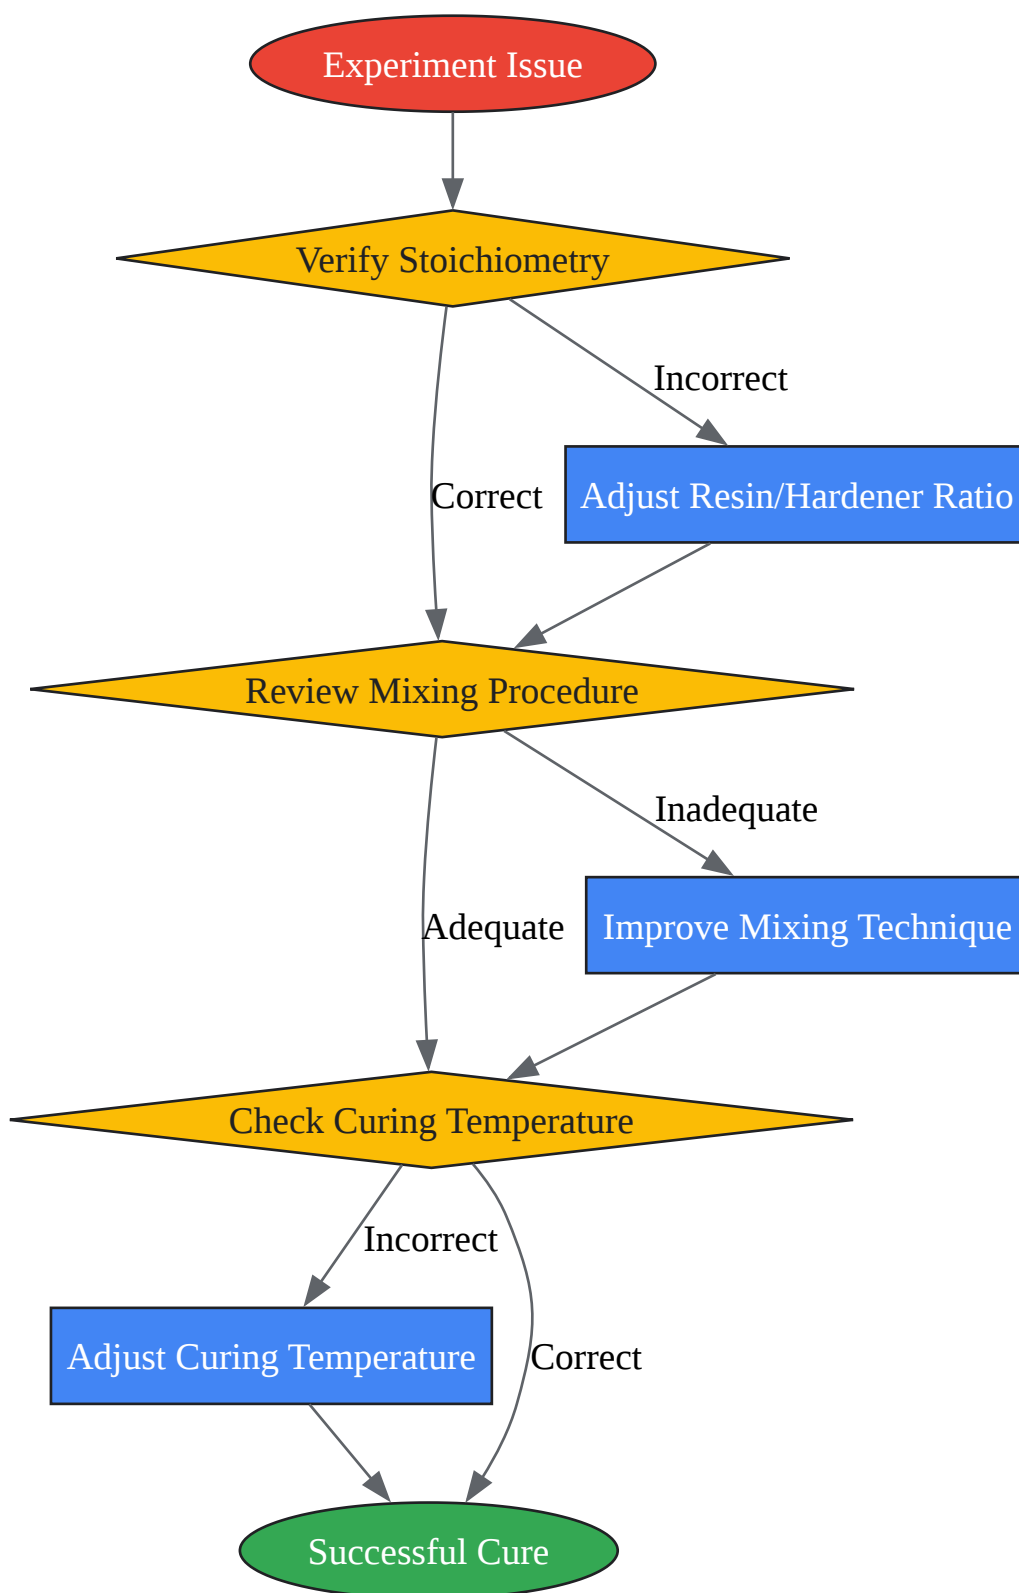 Experiment Issue
Verify Stoichiometry
Incorrect
Correct
Adjust Resin/Hardener Ratio
Review Mixing Procedure
Inadequate
Adequate
Improve Mixing Technique
Check Curing Temperature
Incorrect
Adjust Curing Temperature
Correct
Successful Cure